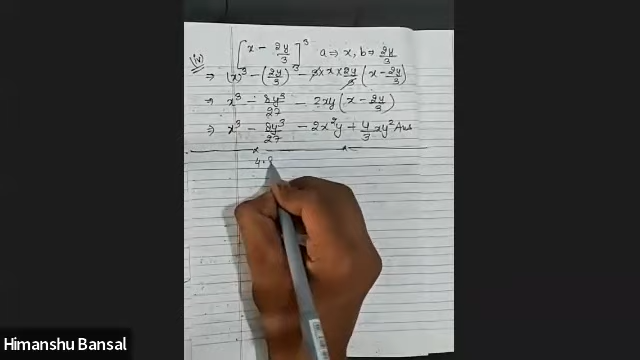 (iv) [x - 2y/3]³ a ⇒ x, b ⇒ 2y/3
⇒ (x)³ - (2y/3)³ - 3 × x × 2y/3 (x - 2y/3)
⇒ x³ - 8y³/27 - 2xy (x - 2y/3)
⇒ x³ - 8y³/27 - 2x²y + 4/3 xy² Ans
Himanshu Bansal